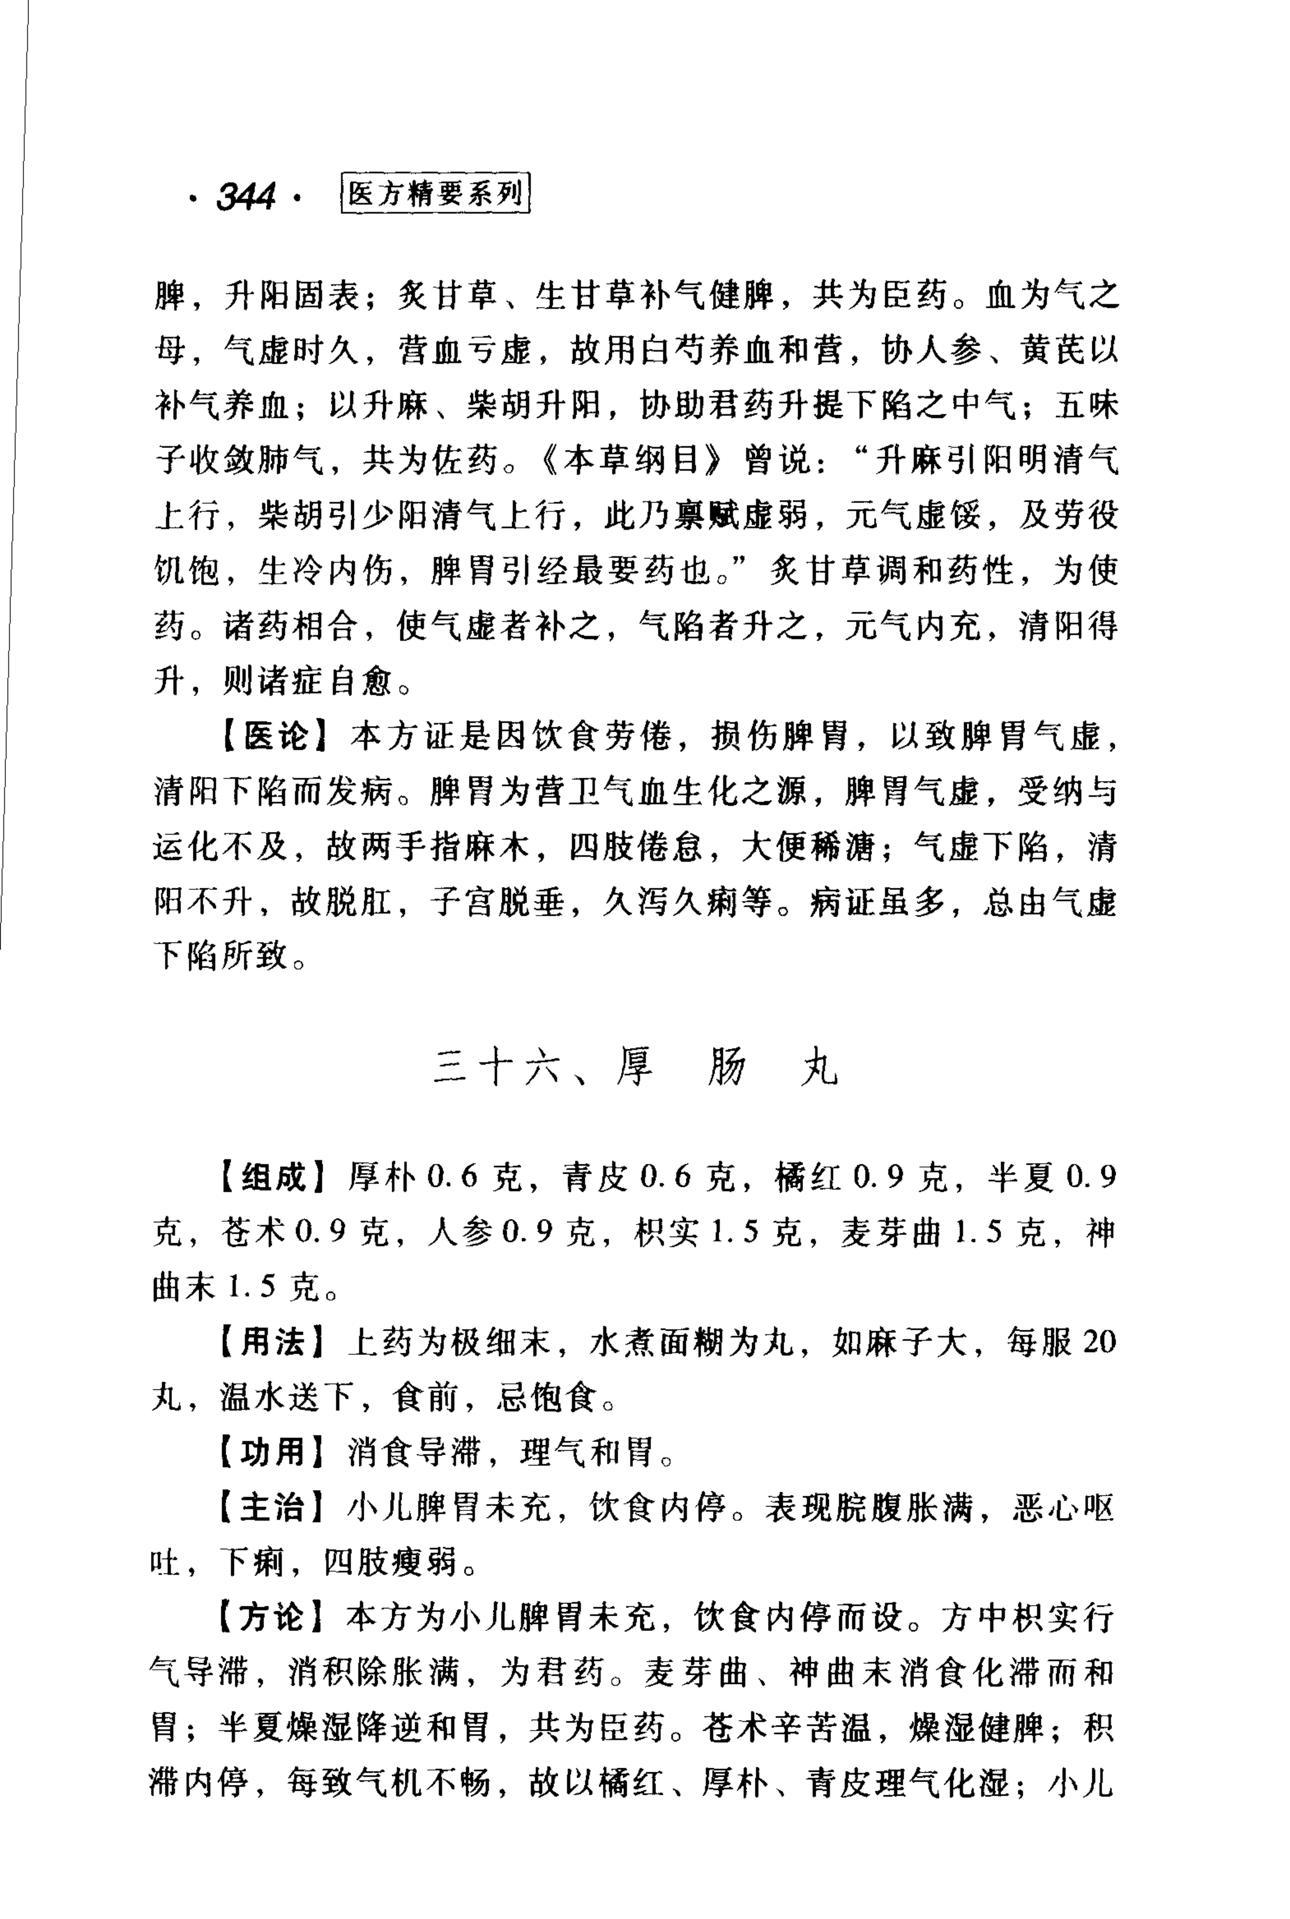 · 344 · 医方精要系列
脾，升阳固表；炙甘草、生甘草补气健脾，共为臣药。血为气之
母，气虚时久，营血亏虚，故用白芍养血和营，协人参、黄芪以
补气养血；以升麻、柴胡升阳，协助君药升提下陷之中气；五味
子收敛肺气，共为佐药。《本草纲目》曾说：“升麻引阳明清气
上行，柴胡引少阳清气上行，此乃禀赋虚弱，元气虚馁，及劳役
饥饱，生冷内伤，脾胃引经最要药也。”炙甘草调和药性，为使
药。诸药相合，使气虚者补之，气陷者升之，元气内充，清阳得
升，则诸症自愈。
【医论】本方证是因饮食劳倦，损伤脾胃，以致脾胃气虚，
清阳下陷而发病。脾胃为营卫气血生化之源，脾胃气虚，受纳与
运化不及，故两手指麻木，四肢倦怠，大便稀溏；气虚下陷，清
阳不升，故脱肛，子宫脱垂，久泻久痢等。病证虽多，总由气虚
下陷所致。
三十六、厚 肠 丸
【组成】厚朴0.6克，青皮0.6克，橘红0.9克，半夏0.9
克，苍术0.9克，人参0.9克，枳实1.5克，麦芽曲1.5克，神
曲末1.5克。
【用法】上药为极细末，水煮面糊为丸，如麻子大，每服20
丸，温水送下，食前，忌饱食。
【功用】消食导滞，理气和胃。
【主治】小儿脾胃未充，饮食内停。表现脘腹胀满，恶心呕
吐，下痢，四肢瘦弱。
【方论】本方为小儿脾胃未充，饮食内停而设。方中枳实行
气导滞，消积除胀满，为君药。麦芽曲、神曲末消食化滞而和
胃；半夏燥湿降逆和胃，共为臣药。苍术辛苦温，燥湿健脾；积
滞内停，每致气机不畅，故以橘红、厚朴、青皮理气化湿；小儿